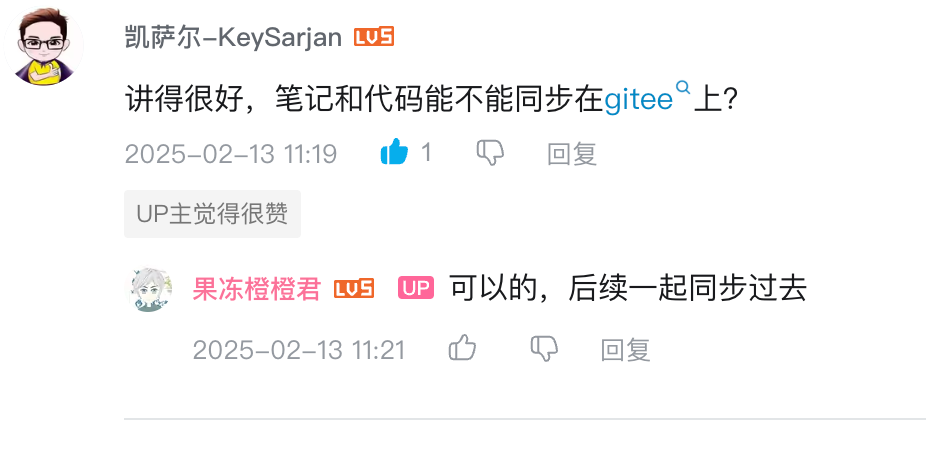 凯萨尔-KeySarjan LV5
讲得很好，笔记和代码能不能同步在gitee上？
2025-02-13 11:19 1 回复
UP主觉得很赞
果冻橙橙君 LV5 UP 可以的，后续一起同步过去
2025-02-13 11:21 回复